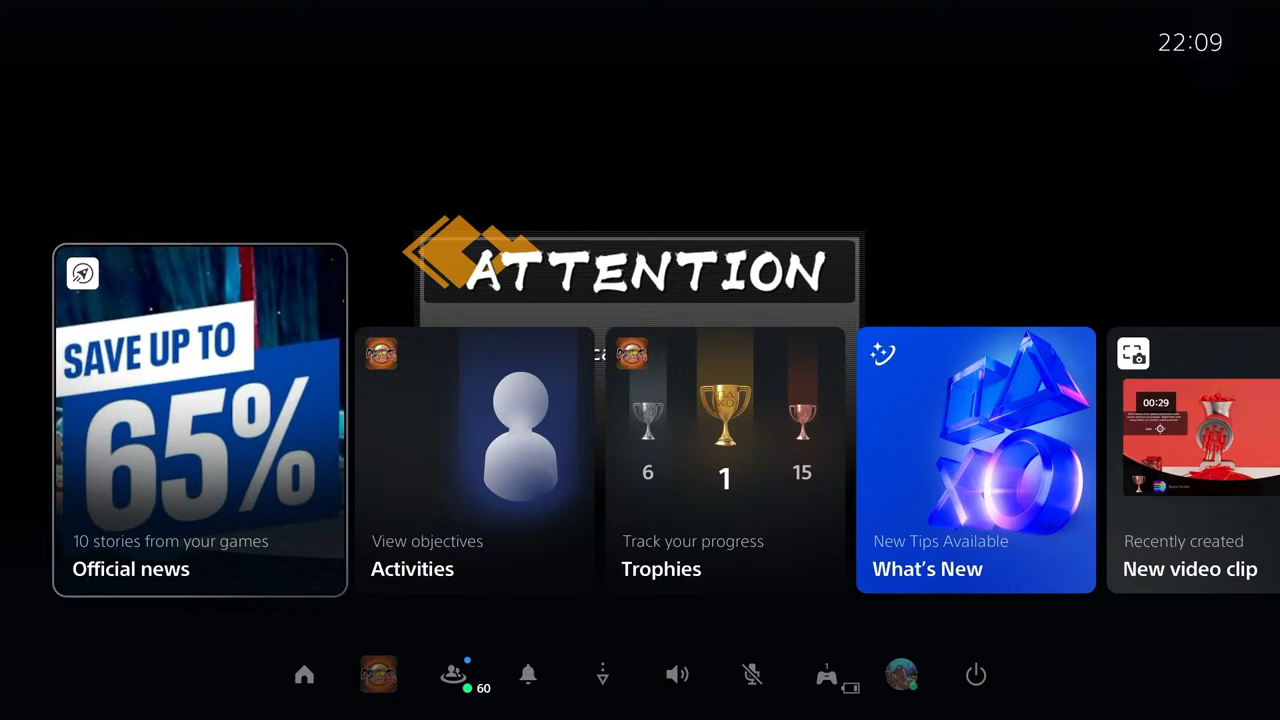 22:09
ATTENTION
SAVE UP TO
65%
10 stories from your games
Official news
View objectives
Activities
6
1
15
Track your progress
Trophies
New Tips Available
What's New
00:29
Recently created
New video clip
60